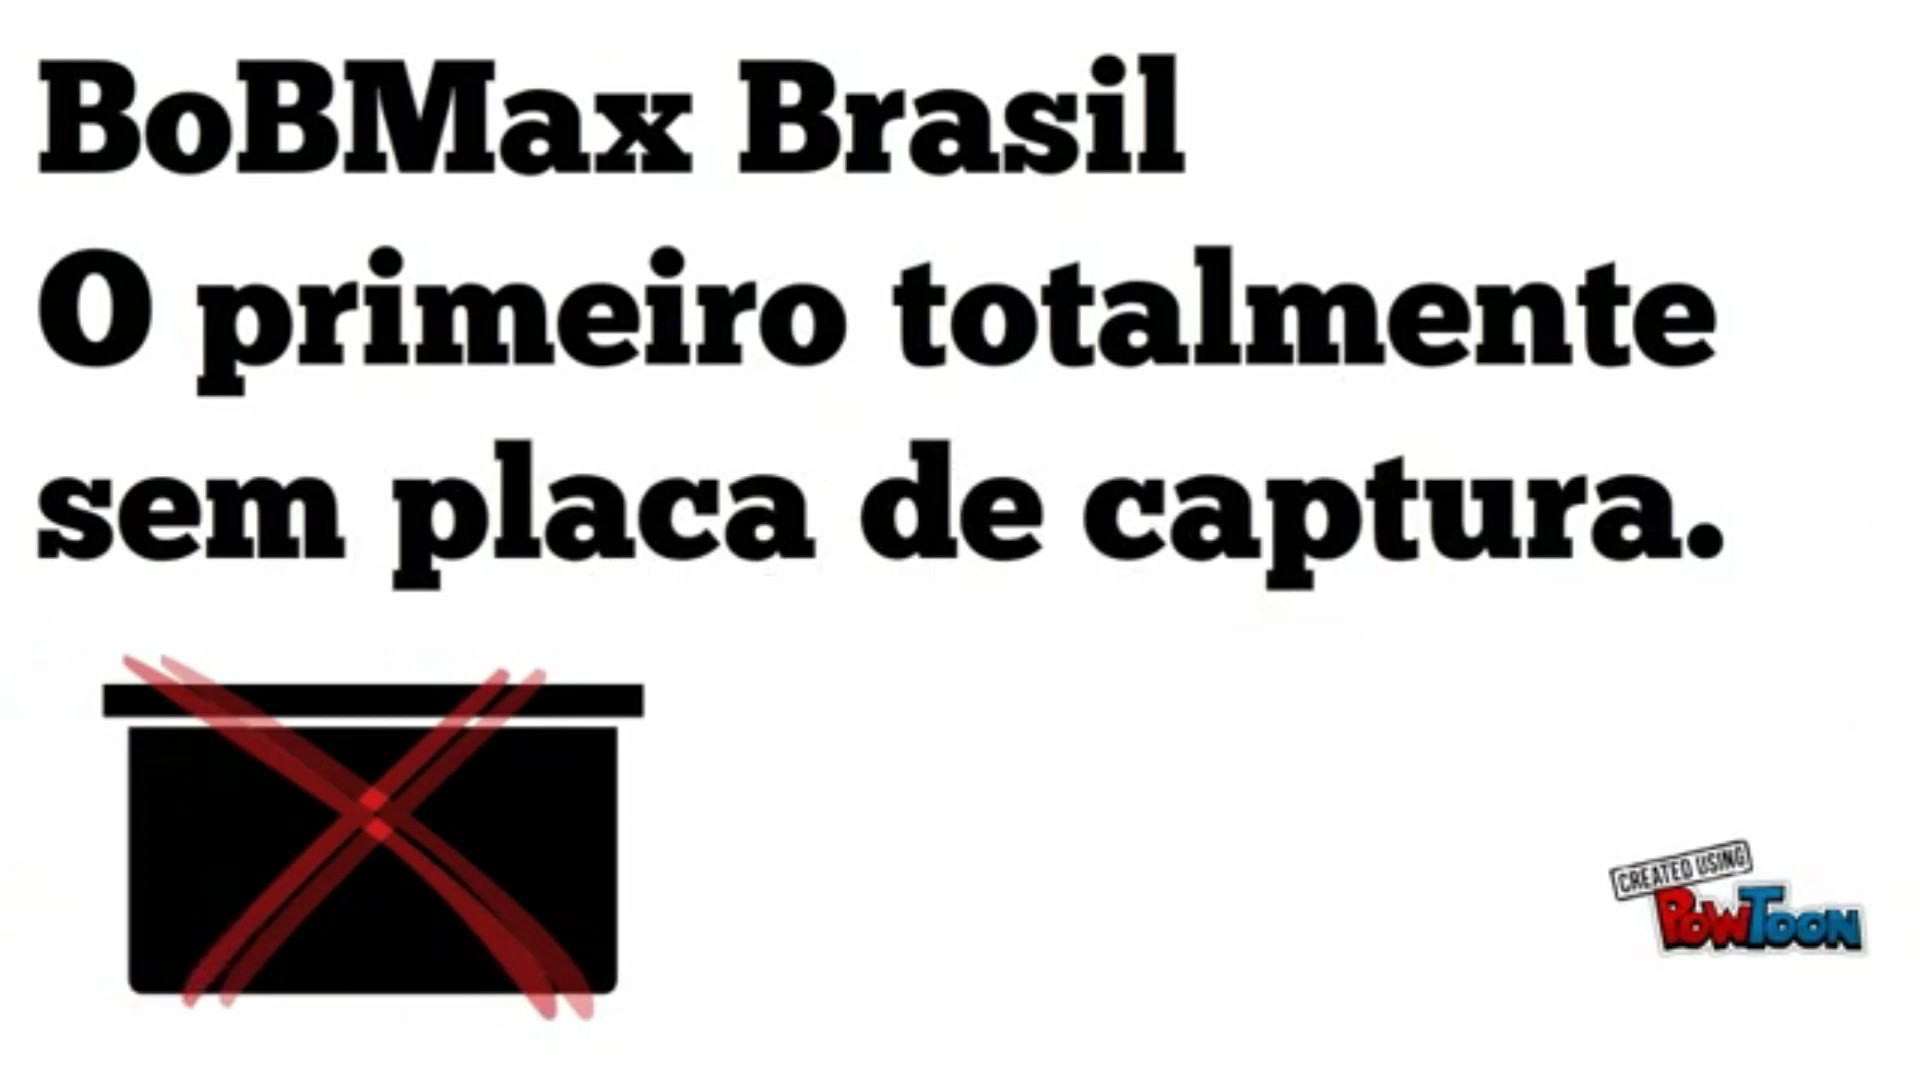 BoBMax Brasil
O primeiro totalmente
sem placa de captura.
CREATED USING
POWTOON